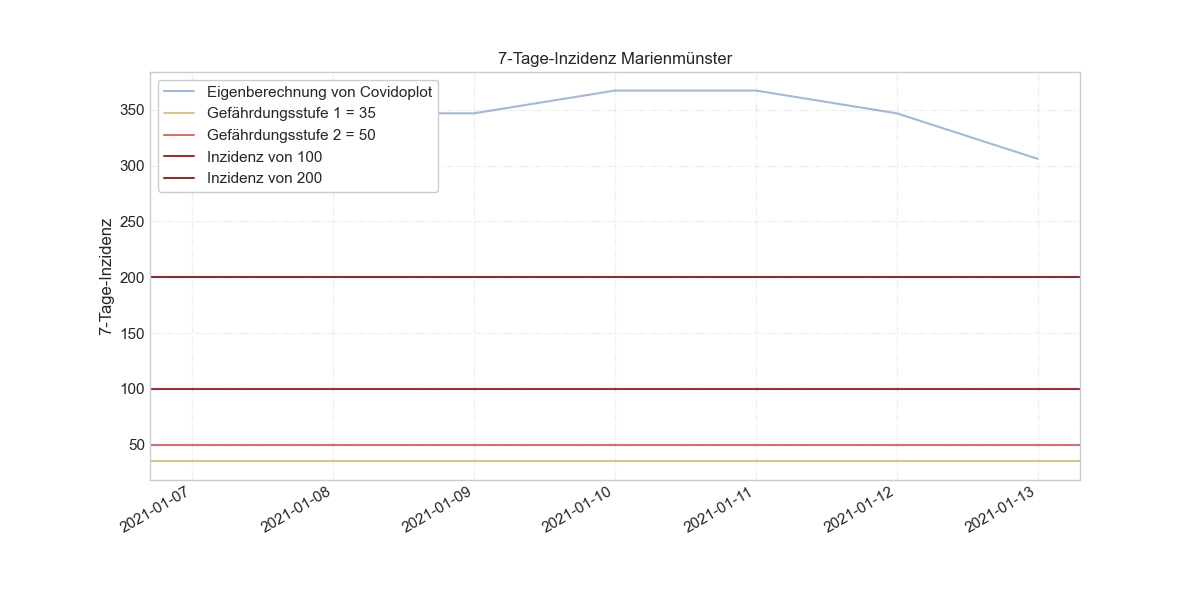 7-Tage-Inzidenz Marienmünster
Eigenberechnung von Covidoplot
Gefährdungsstufe 1 = 35
Gefährdungsstufe 2 = 50
Inzidenz von 100
Inzidenz von 200
7-Tage-Inzidenz
350
300
250
200
150
100
50
2021-01-07
2021-01-08
2021-01-09
2021-01-10
2021-01-11
2021-01-12
2021-01-13